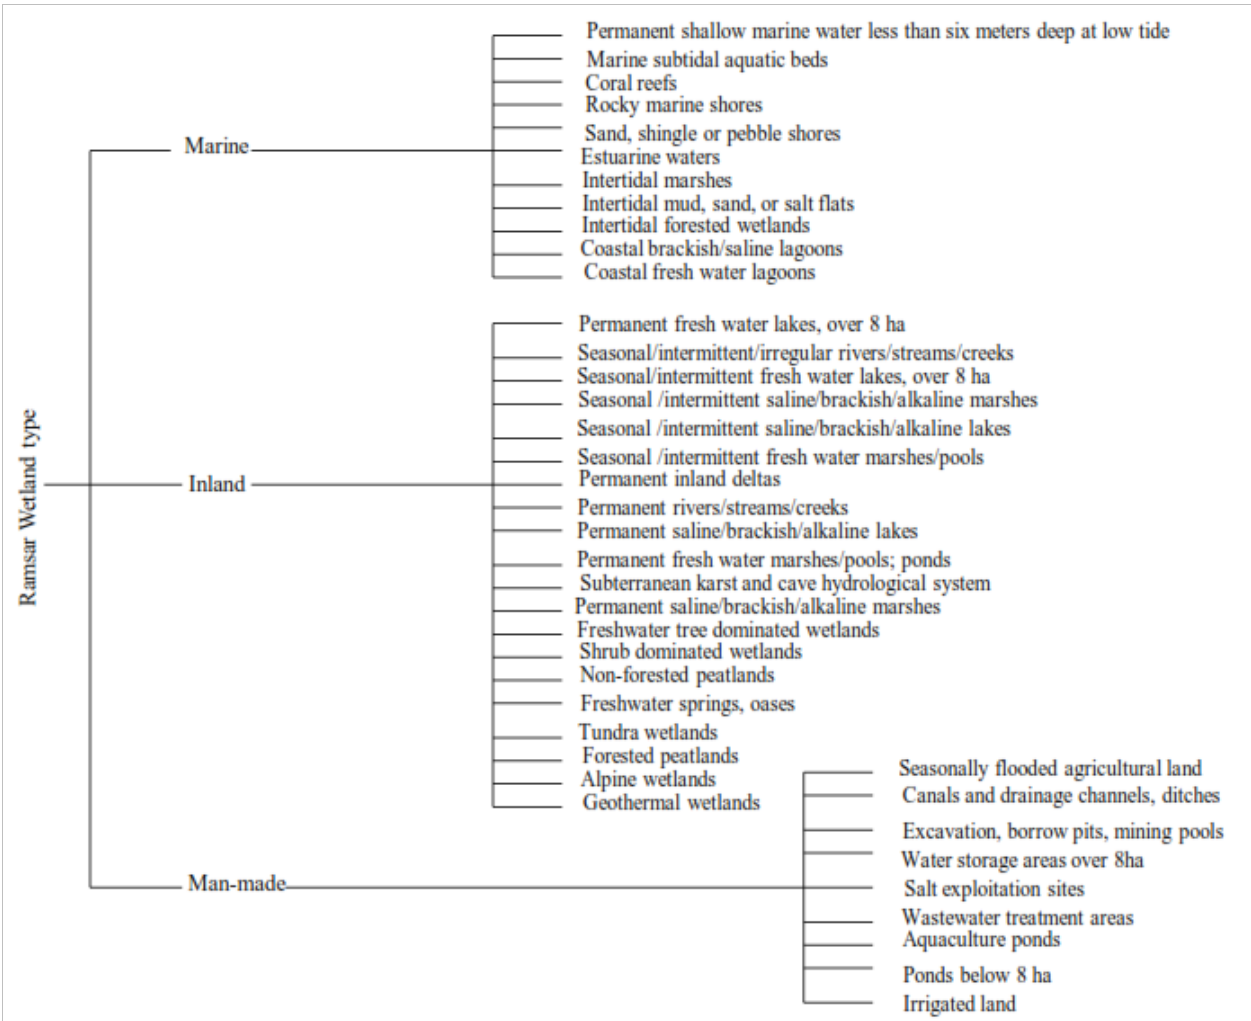 Ramsar Wetland type
Marine
Permanent shallow marine water less than six meters deep at low tide
Marine subtidal aquatic beds
Coral reefs
Rocky marine shores
Sand, shingle or pebble shores
Estuarine waters
Intertidal marshes
Intertidal mud, sand, or salt flats
Intertidal forested wetlands
Coastal brackish/saline lagoons
Coastal fresh water lagoons
Inland
Permanent fresh water lakes, over 8 ha
Seasonal/intermittent/irregular rivers/streams/creeks
Seasonal/intermittent fresh water lakes, over 8 ha
Seasonal /intermittent saline/brackish/alkaline marshes
Seasonal /intermittent saline/brackish/alkaline lakes
Seasonal /intermittent fresh water marshes/pools
Permanent inland deltas
Permanent rivers/streams/creeks
Permanent saline/brackish/alkaline lakes
Permanent fresh water marshes/pools; ponds
Subterranean karst and cave hydrological system
Permanent saline/brackish/alkaline marshes
Freshwater tree dominated wetlands
Shrub dominated wetlands
Non-forested peatlands
Freshwater springs, oases
Tundra wetlands
Forested peatlands
Alpine wetlands
Geothermal wetlands
Man-made
Seasonally flooded agricultural land
Canals and drainage channels, ditches
Excavation, borrow pits, mining pools
Water storage areas over 8ha
Salt exploitation sites
Wastewater treatment areas
Aquaculture ponds
Ponds below 8 ha
Irrigated land